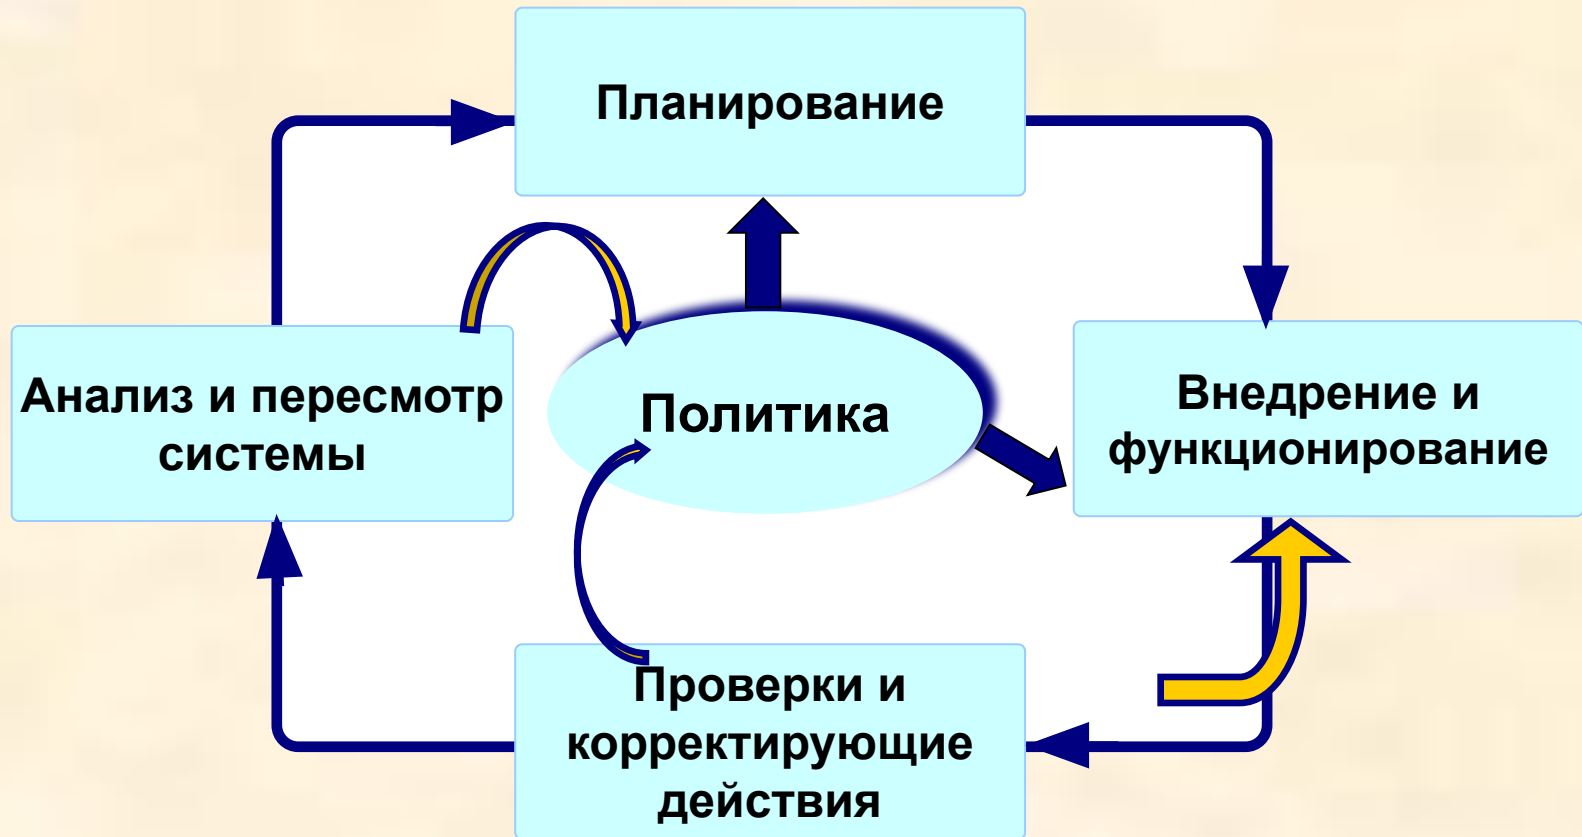 Планирование
Анализ и пересмотр
системы
Политика
Внедрение и
функционирование
Проверки и
корректирующие
действия